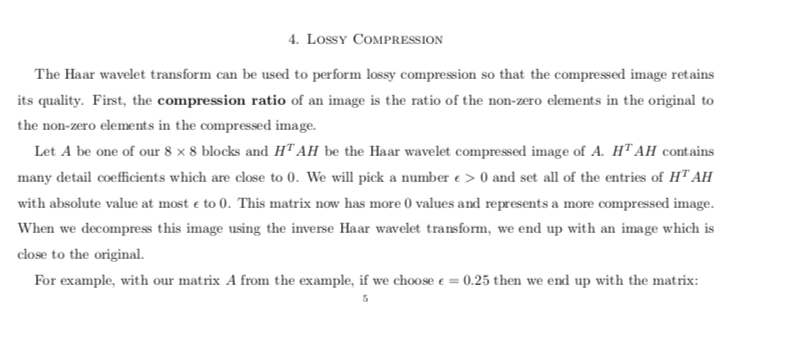 4. Lossy Compression
The Haar wavelet transform can be used to perform lossy compression so that the compressed image retains
its quality. First, the compression ratio of an image is the ratio of the non-zero elements in the original to
the non-zero elements in the compressed image.
Let A be one of our 8 × 8 blocks and HᵀAH be the Haar wavelet compressed image of A. HᵀAH contains
many detail coefficients which are close to 0. We will pick a number ϵ > 0 and set all of the entries of HᵀAH
with absolute value at most ϵ to 0. This matrix now has more 0 values and represents a more compressed image.
When we decompress this image using the inverse Haar wavelet transform, we end up with an image which is
close to the original.
For example, with our matrix A from the example, if we choose ϵ = 0.25 then we end up with the matrix:
5